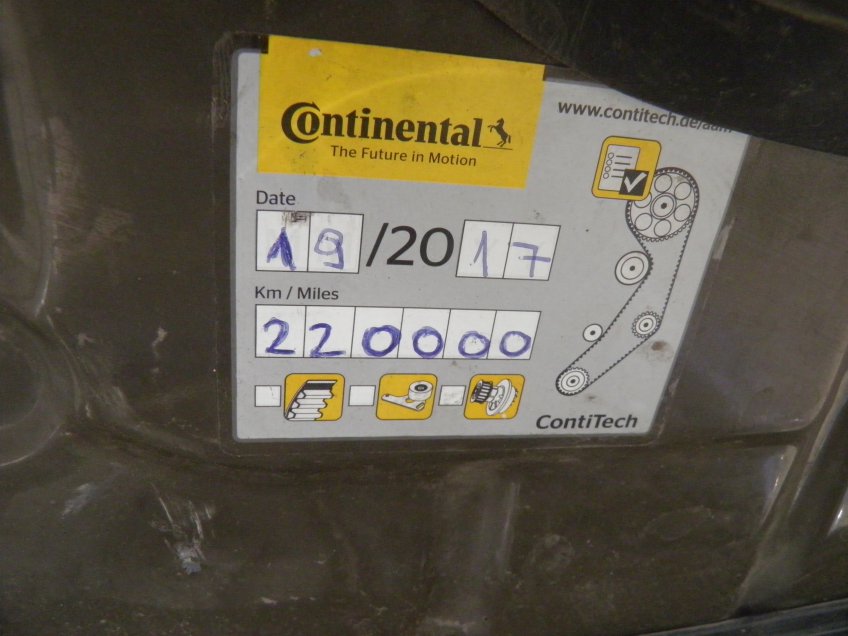 Continental
The Future in Motion
www.contitech.de/aam
Date
19/2017
Km / Miles
220000
ContiTech